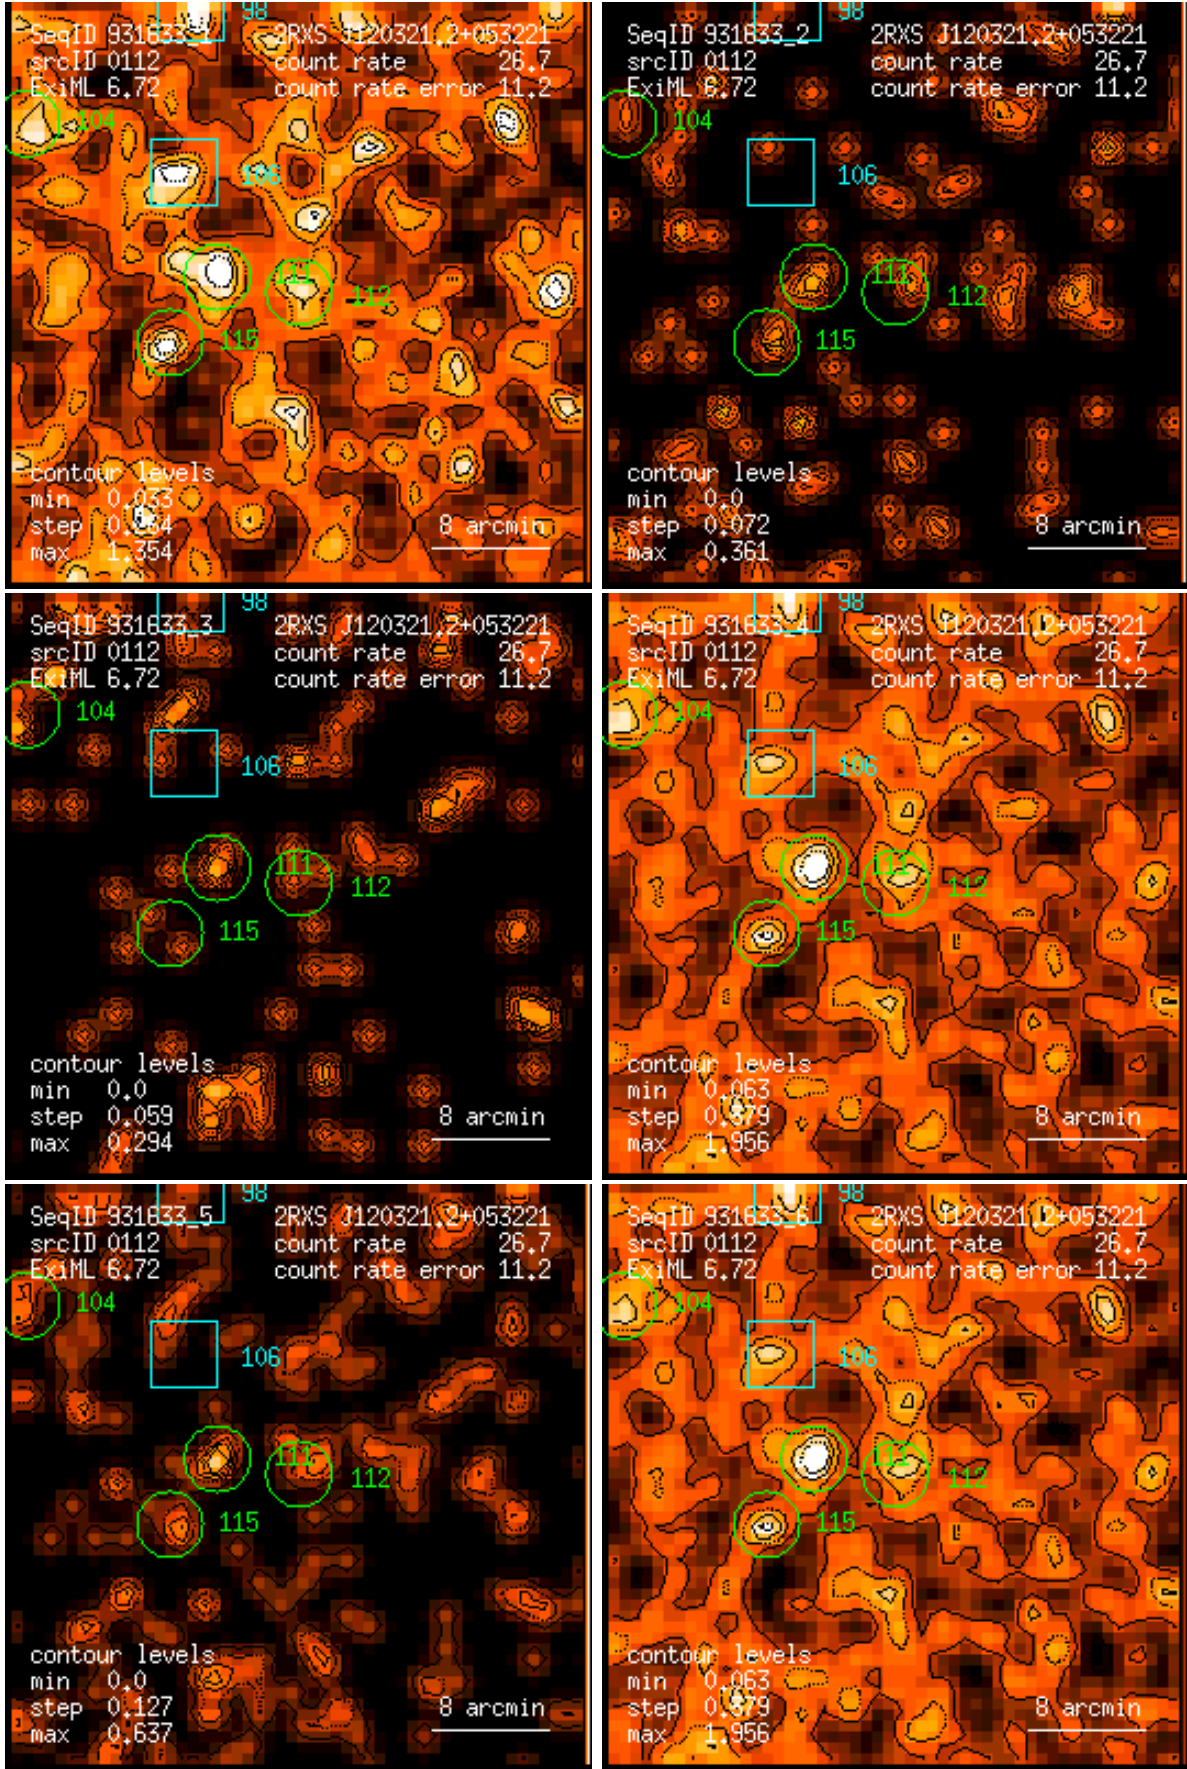 98
SeqID 931633_1 2RXS J120321.2+053221
srcID 0112 count rate 26.7
ExiML 6.72 count rate error 11.2
104
106
111
112
115
contour levels
min 0.033
step 0.264
max 1.354
8 arcmin
98
SeqID 931633_2 2RXS J120321.2+053221
srcID 0112 count rate 26.7
ExiML 6.72 count rate error 11.2
104
106
111
112
115
contour levels
min 0.0
step 0.072
max 0.361
8 arcmin
98
SeqID 931633_3 2RXS J120321.2+053221
srcID 0112 count rate 26.7
ExiML 6.72 count rate error 11.2
104
106
111
112
115
contour levels
min 0.0
step 0.059
max 0.294
8 arcmin
98
SeqID 931633_4 2RXS J120321.2+053221
srcID 0112 count rate 26.7
ExiML 6.72 count rate error 11.2
104
106
111
112
115
contour levels
min 0.063
step 0.379
max 1.956
8 arcmin
98
SeqID 931633_5 2RXS J120321.2+053221
srcID 0112 count rate 26.7
ExiML 6.72 count rate error 11.2
104
106
111
112
115
contour levels
min 0.0
step 0.127
max 0.637
8 arcmin
98
SeqID 931633_6 2RXS J120321.2+053221
srcID 0112 count rate 26.7
ExiML 6.72 count rate error 11.2
104
106
111
112
115
contour levels
min 0.063
step 0.379
max 1.956
8 arcmin